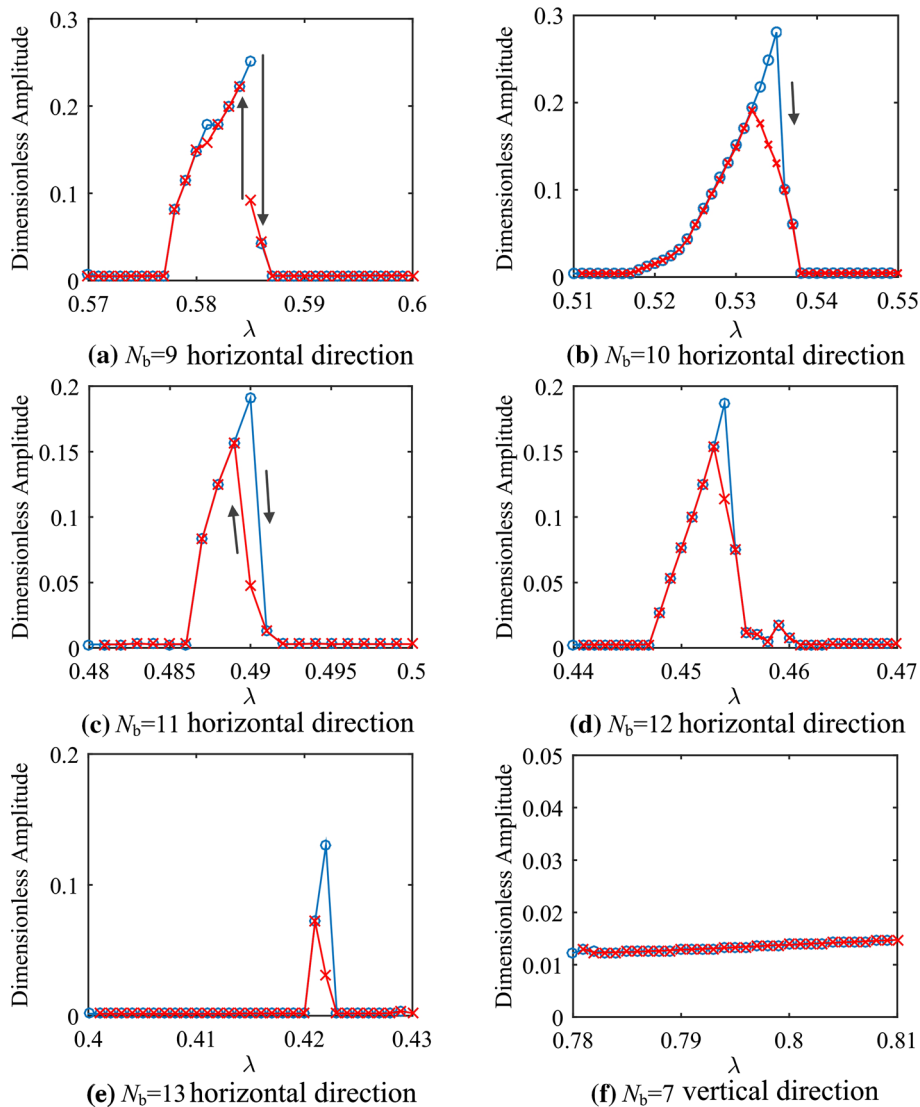 0.3
0.2
0.1
0
Dimensionless Amplitude
0.57
0.58
0.59
0.6
λ
(a) Nb=9 horizontal direction
0.3
0.2
0.1
0
Dimensionless Amplitude
0.51
0.52
0.53
0.54
0.55
λ
(b) Nb=10 horizontal direction
0.2
0.15
0.1
0.05
0
Dimensionless Amplitude
0.48
0.485
0.49
0.495
0.5
λ
(c) Nb=11 horizontal direction
0.2
0.15
0.1
0.05
0
Dimensionless Amplitude
0.44
0.45
0.46
0.47
λ
(d) Nb=12 horizontal direction
0.2
0.1
0
Dimensionless Amplitude
0.4
0.41
0.42
0.43
λ
(e) Nb=13 horizontal direction
0.05
0.04
0.03
0.02
0.01
0
Dimensionless Amplitude
0.78
0.79
0.8
0.81
λ
(f) Nb=7 vertical direction